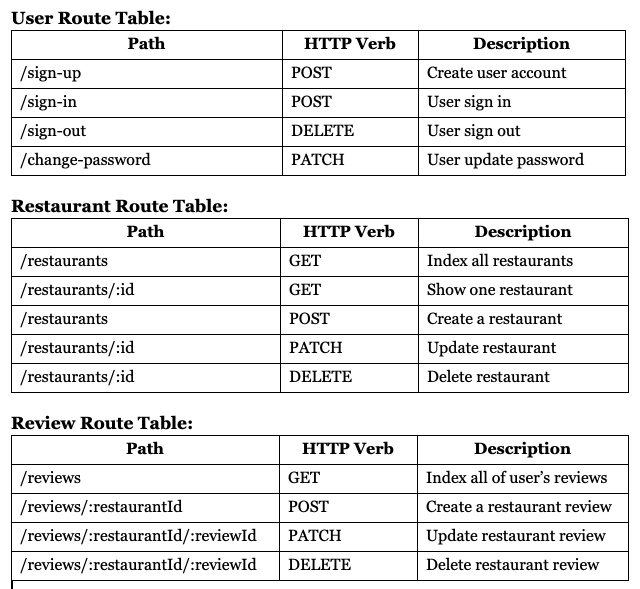 User Route Table:
Path HTTP Verb Description
/sign-up POST Create user account
/sign-in POST User sign in
/sign-out DELETE User sign out
/change-password PATCH User update password
Restaurant Route Table:
Path HTTP Verb Description
/restaurants GET Index all restaurants
/restaurants/:id GET Show one restaurant
/restaurants POST Create a restaurant
/restaurants/:id PATCH Update restaurant
/restaurants/:id DELETE Delete restaurant
Review Route Table:
Path HTTP Verb Description
/reviews GET Index all of user’s reviews
/reviews/:restaurantId POST Create a restaurant review
/reviews/:restaurantId/:reviewId PATCH Update restaurant review
/reviews/:restaurantId/:reviewId DELETE Delete restaurant review